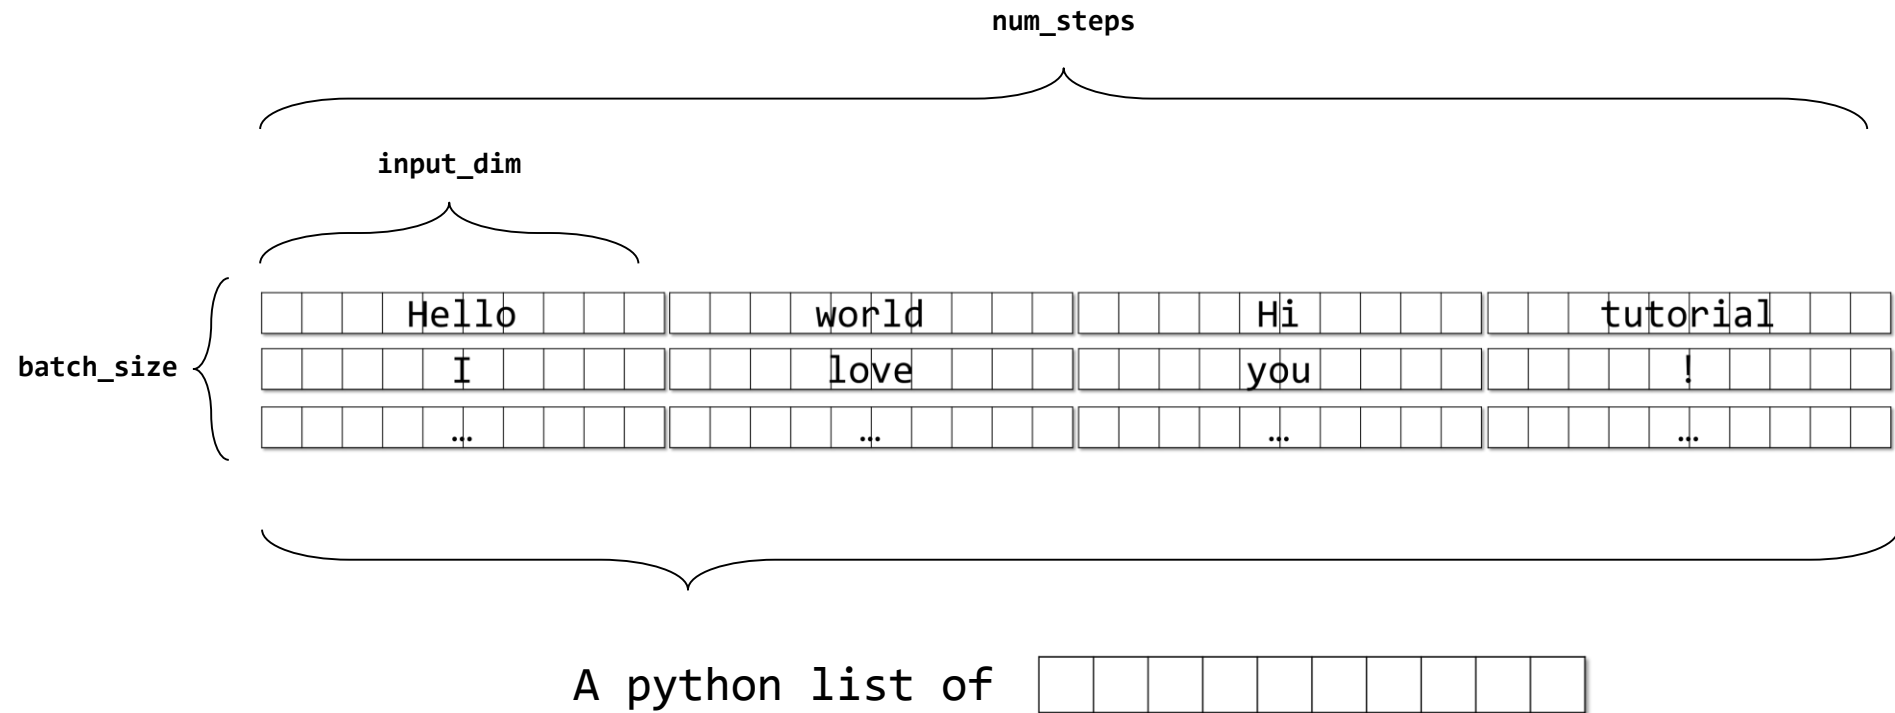 num_steps
input_dim
Hello world Hi tutorial
batch_size
I love you !
… … … …
A python list of